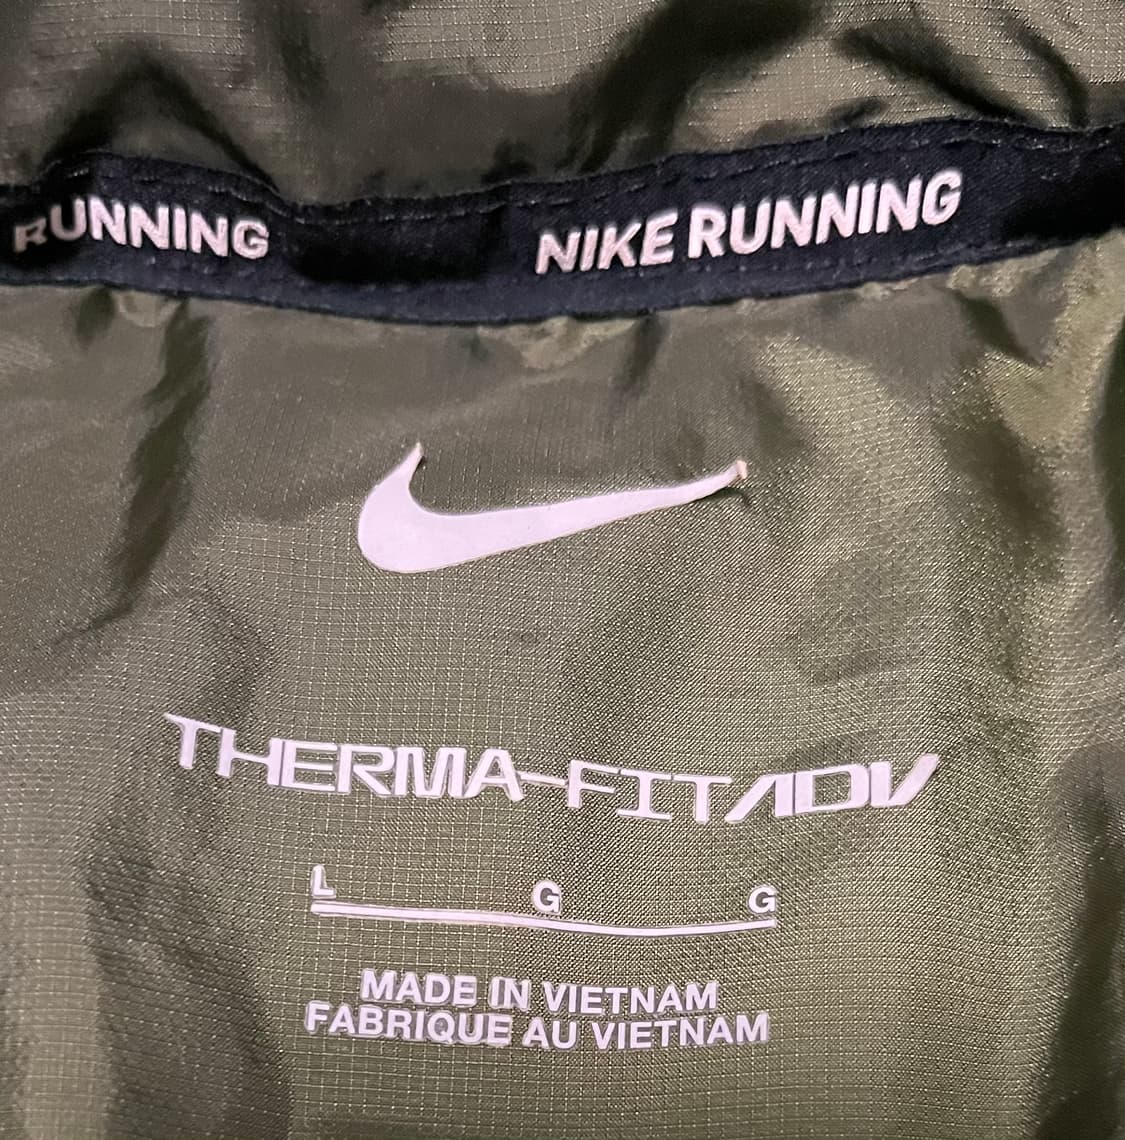 RUNNING NIKE RUNNING
THERMA-FIT ADV
L G G
MADE IN VIETNAM
FABRIQUE AU VIETNAM